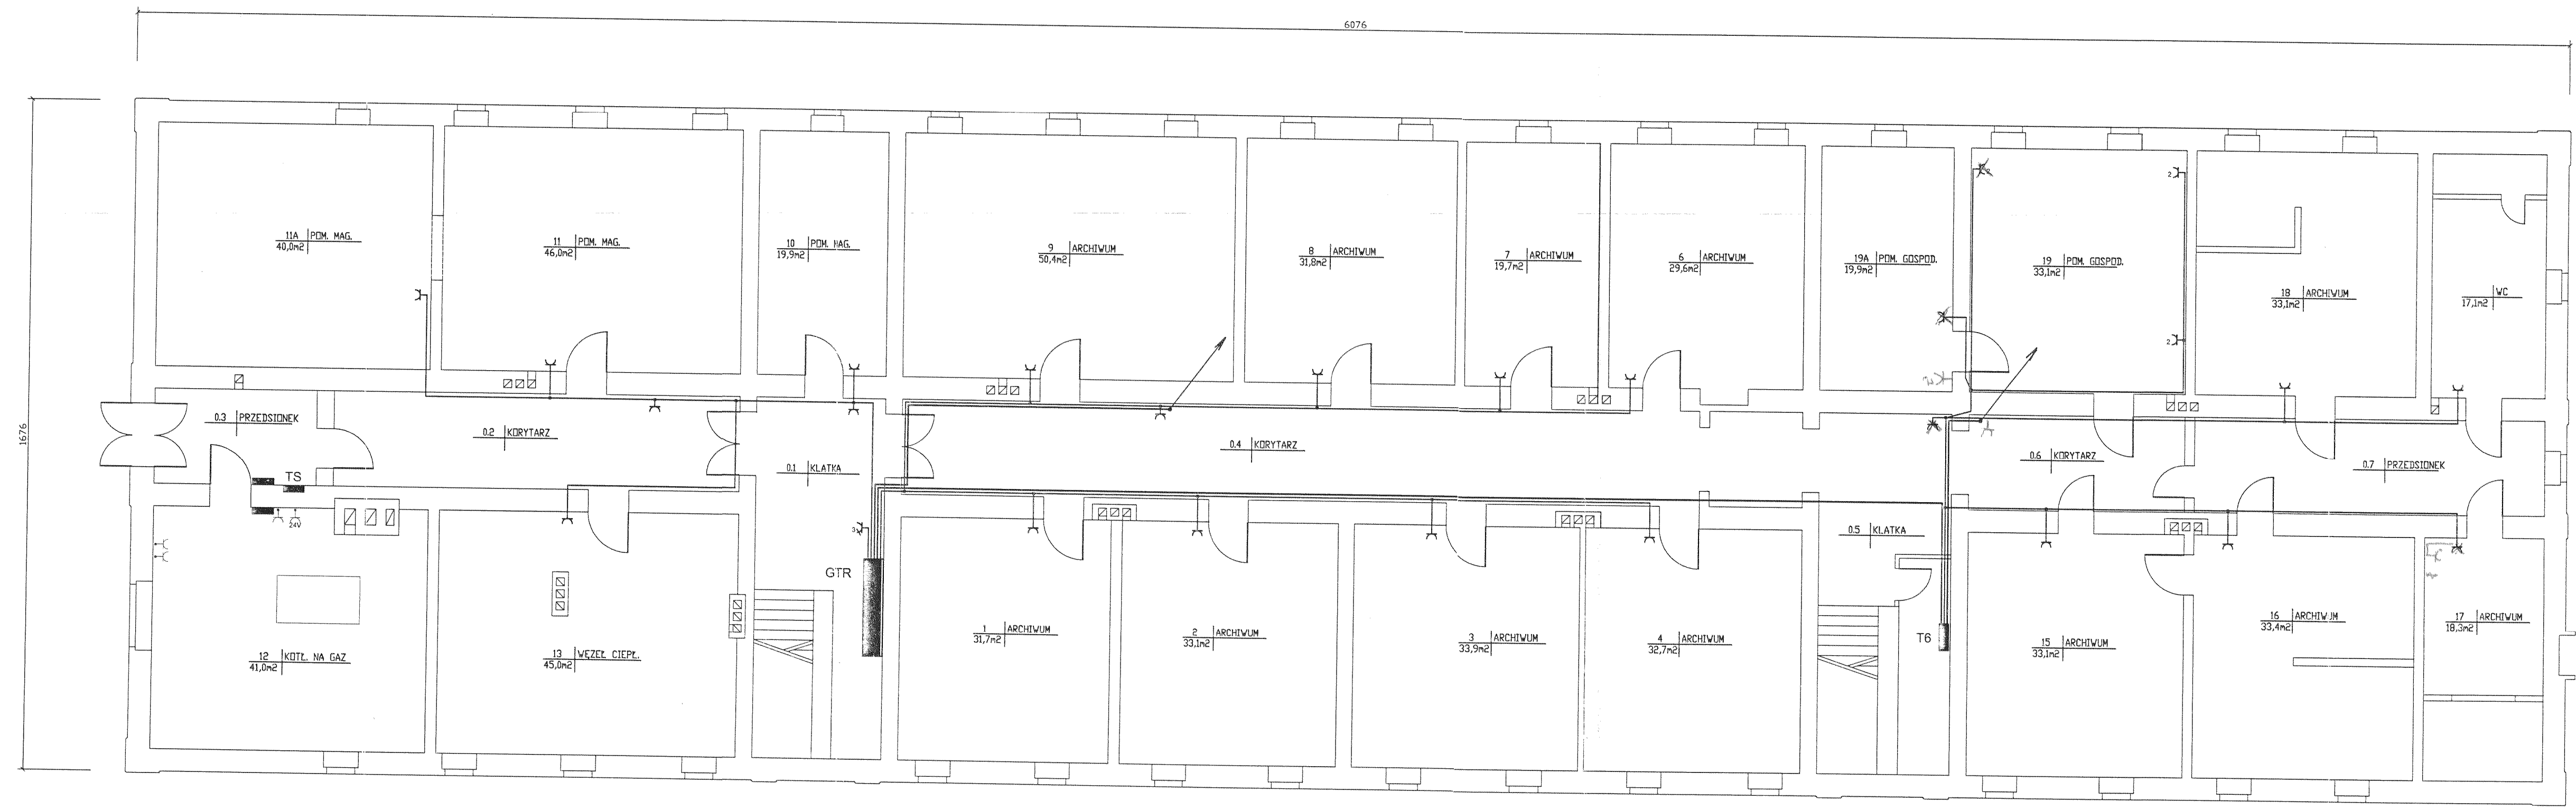 6076
1676
11A POM. MAG.
40,0m2
11 POM. MAG.
46,0m2
10 POM. MAG.
19,9m2
9 ARCHIWUM
50,4m2
8 ARCHIWUM
31,8m2
7 ARCHIWUM
19,7m2
6 ARCHIWUM
29,6m2
19A POM. GOSPOD.
19,9m2
19 POM. GOSPOD.
33,1m2
2
2
18 ARCHIWUM
33,1m2
WC
17,1m2
0.3 PRZEDSIONEK
0.2 KORYTARZ
0.1 KLATKA
0.4 KORYTARZ
0.6 KORYTARZ
0.7 PRZEDSIONEK
TS
24V
3
0.5 KLATKA
GTR
T6
12 KOTŁ. NA GAZ
41,0m2
13 WĘZEŁ CIEPŁ.
45,0m2
1 ARCHIWUM
31,7m2
2 ARCHIWUM
33,1m2
3 ARCHIWUM
33,9m2
4 ARCHIWUM
32,7m2
15 ARCHIWUM
33,1m2
16 ARCHIWUM
33,4m2
17 ARCHIWUM
18,3m2